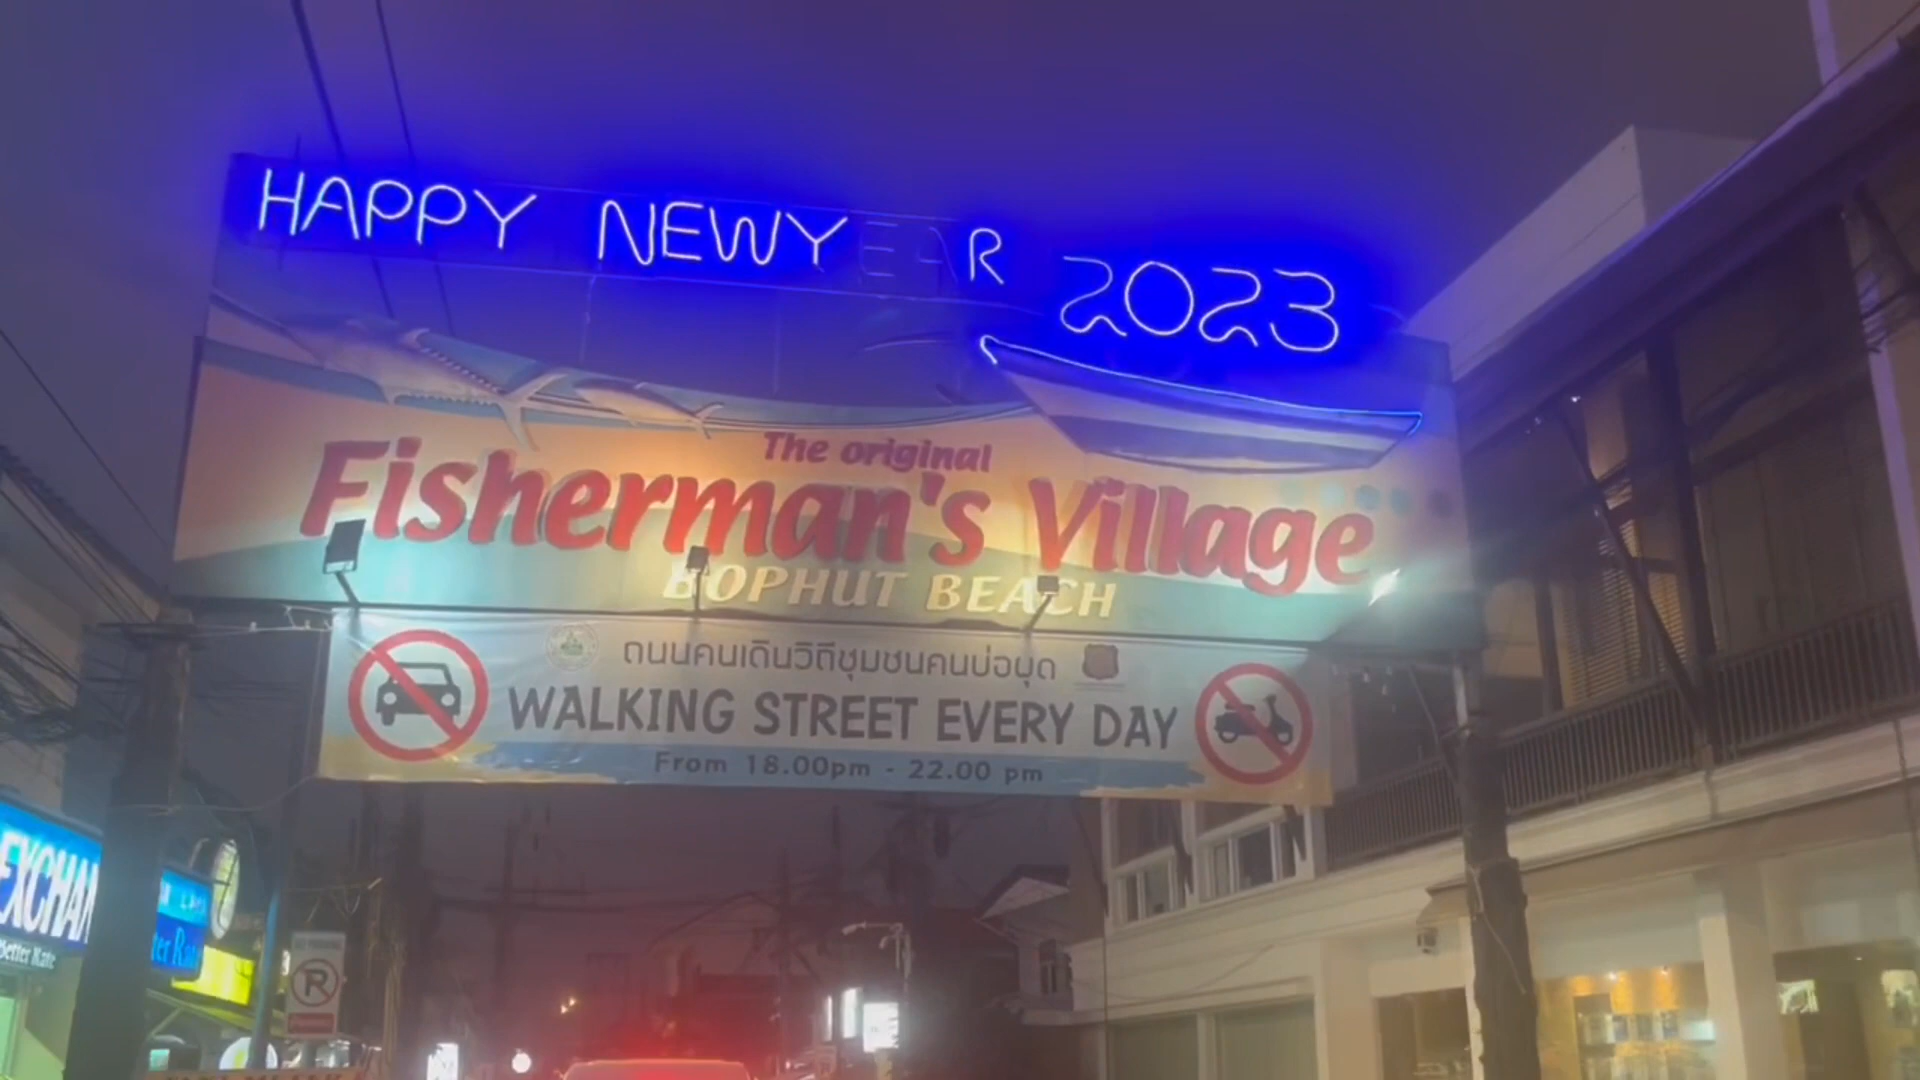 HAPPY NEW YEAR 2023
The original
Fisherman's Village
BOPHUT BEACH
ถนนคนเดินวิถีชุมชนคนบ่อผุด
WALKING STREET EVERY DAY
From 18.00pm - 22.00 pm
EXCHAN
Better Rate
R